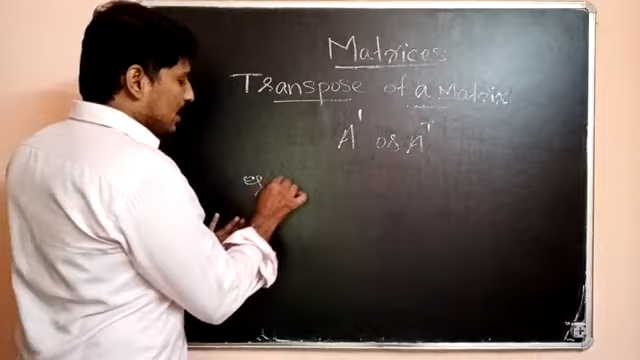 Matrices
Transpose of a Matrix
A' or A^T
eg